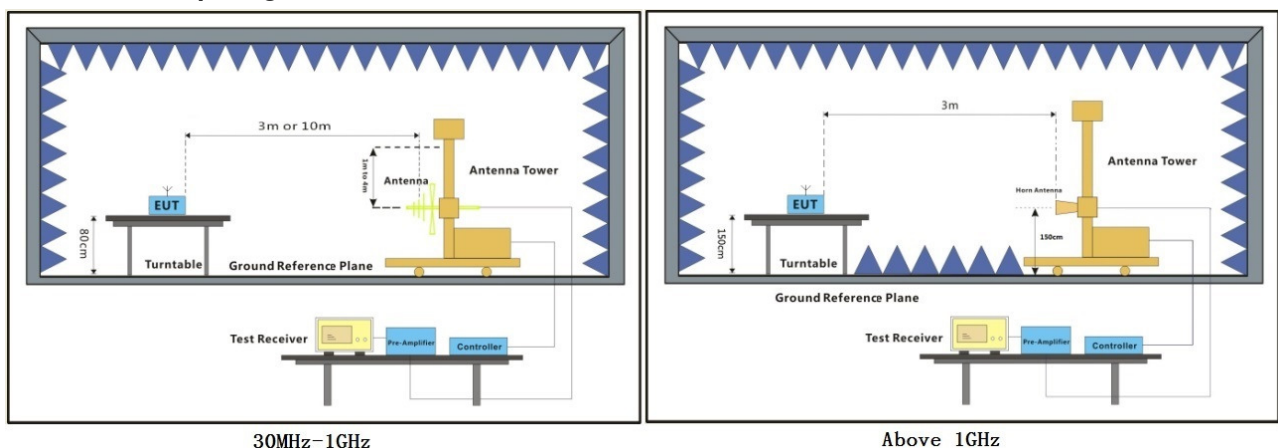 3m or 10m
1m to 4m
Antenna
Antenna Tower
EUT
80cm
Turntable
Ground Reference Plane
Test Receiver
Pre-Amplifier
Controller
30MHz-1GHz
3m
Antenna Tower
Horn Antenna
EUT
150cm
150cm
Turntable
Ground Reference Plane
Test Receiver
Pre-Amplifier
Controller
Above 1GHz